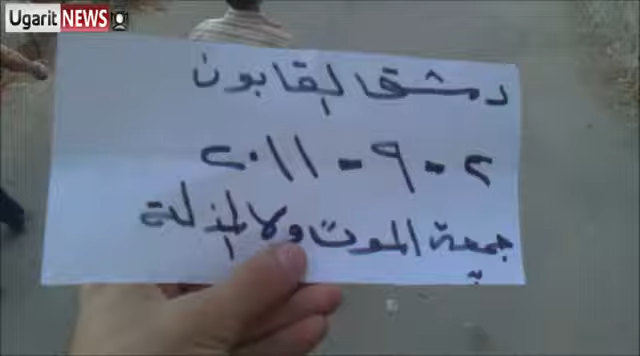 Ugarit NEWS
دمشق القابون
٢٠١١-٩-٢
جمعة الموت ولا المذلة